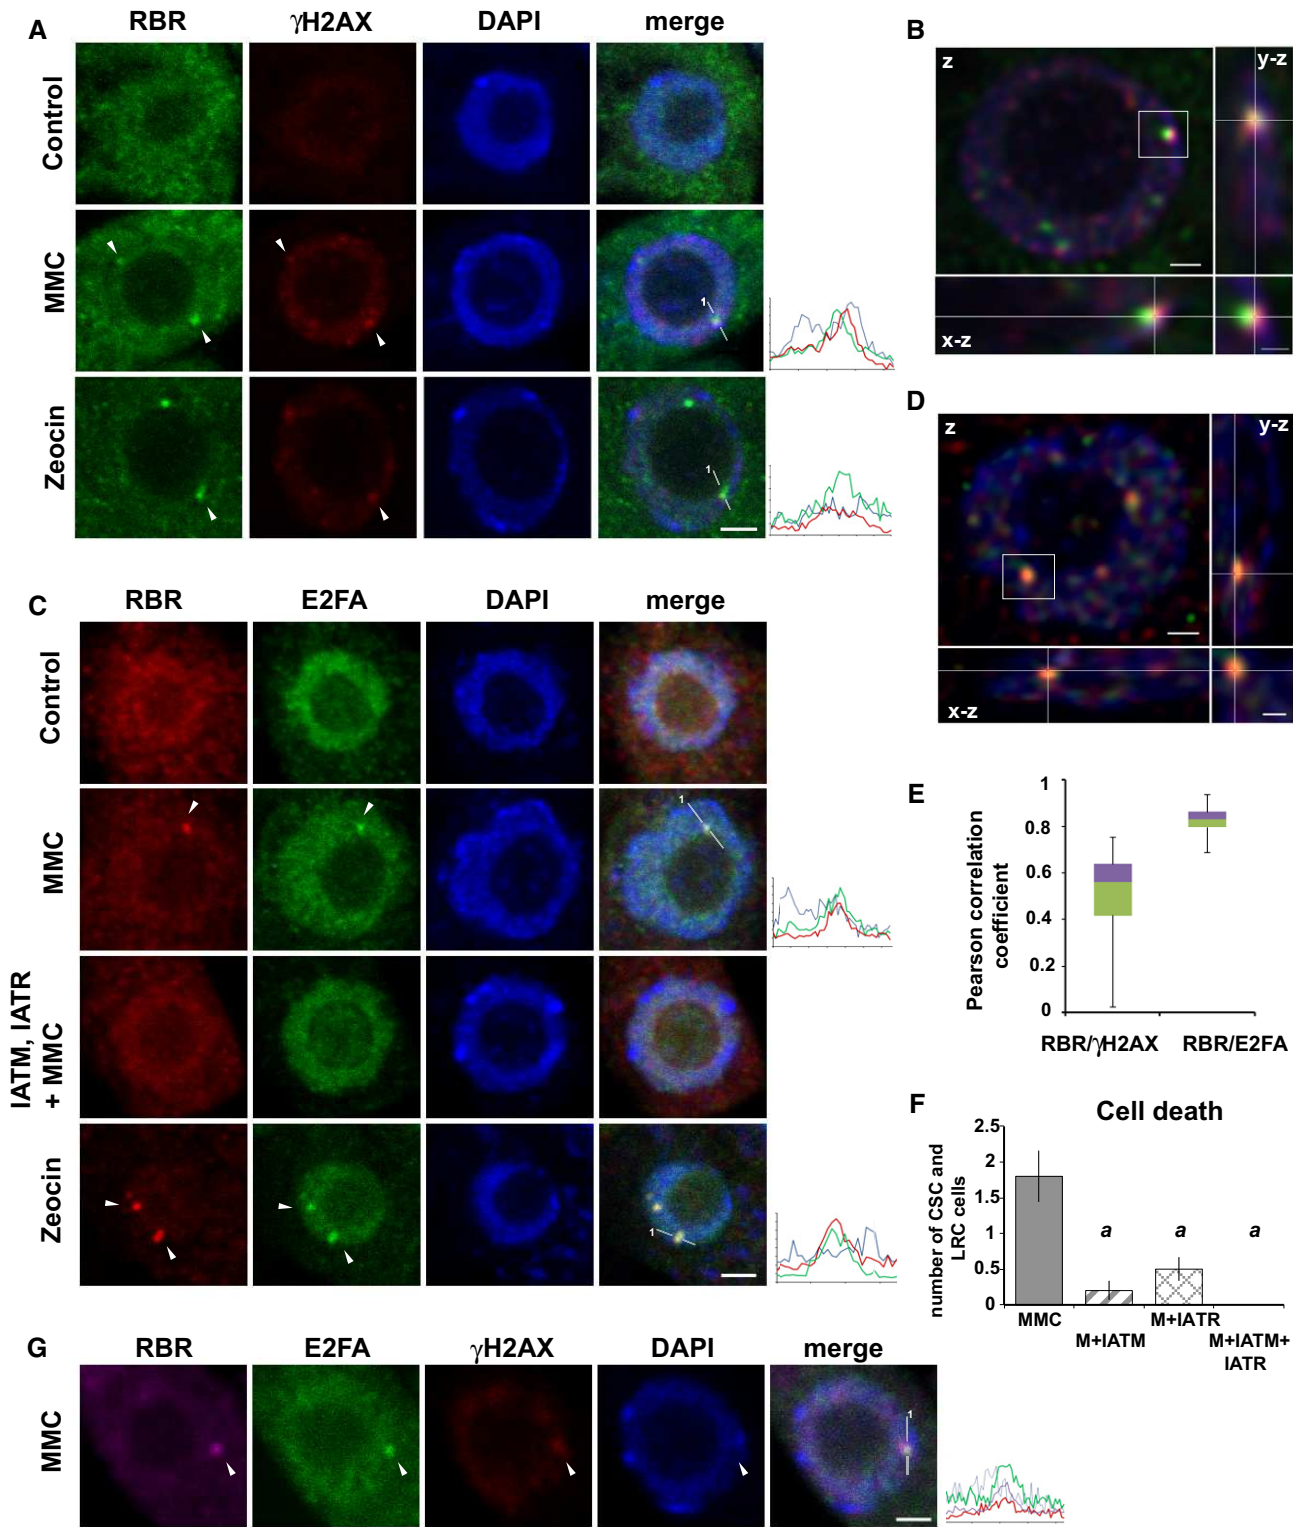 A
RBR γH2AX DAPI merge
Control
MMC
1
Zeocin
1
B
z
y-z
x-z
C
RBR E2FA DAPI merge
Control
MMC
1
IATM, IATR
+ MMC
Zeocin
1
D
z
y-z
x-z
E
Pearson correlation
coefficient
1
0.8
0.6
0.4
0.2
0
RBR/γH2AX RBR/E2FA
F
Cell death
number of CSC and
LRC cells
2.5
2
1.5
1
0.5
0
a a a
MMC
M+IATM
M+IATR
M+IATM+
IATR
G
RBR E2FA γH2AX DAPI merge
MMC
1